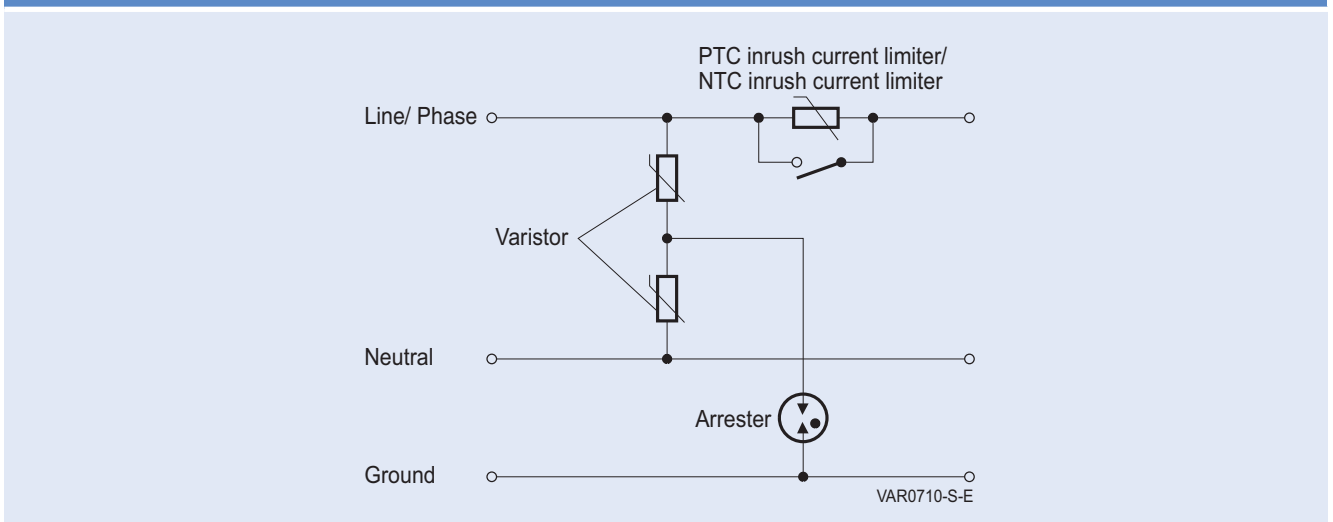 PTC inrush current limiter/
NTC inrush current limiter
Line/ Phase
Varistor
Neutral
Arrester
Ground
VAR0710-S-E